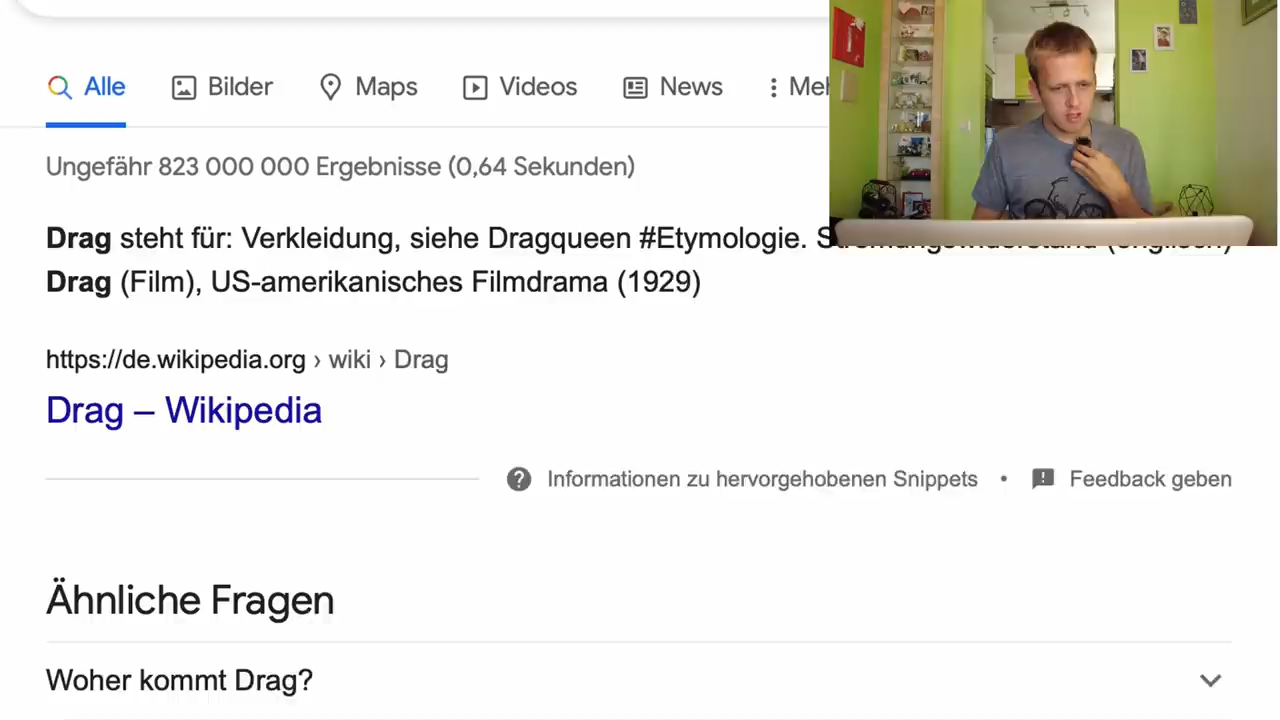 Alle Bilder Maps Videos News
Ungefähr 823 000 000 Ergebnisse (0,64 Sekunden)
Drag steht für: Verkleidung, siehe Dragqueen #Etymologie.
Drag (Film), US-amerikanisches Filmdrama (1929)
https://de.wikipedia.org › wiki › Drag
Drag – Wikipedia
Informationen zu hervorgehobenen Snippets • Feedback geben
Ähnliche Fragen
Woher kommt Drag?